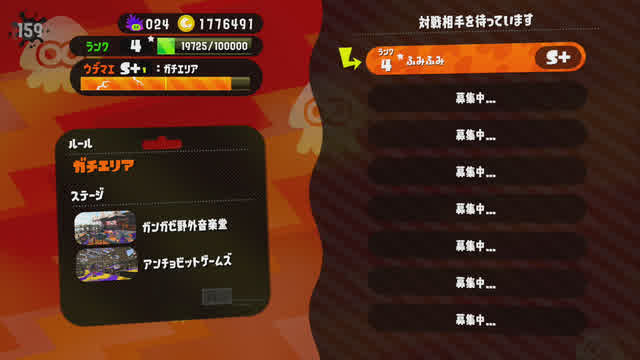 159
024
1776491
ランク 4★ 19725/100000
ウデマエ S+1 : ガチエリア
ルール
ガチエリア
ステージ
ガンガゼ野外音楽堂
アンチョビットゲームズ
対戦相手を待っています
ランク 4★ ふみふみ S+
募集中...
募集中...
募集中...
募集中...
募集中...
募集中...
募集中...